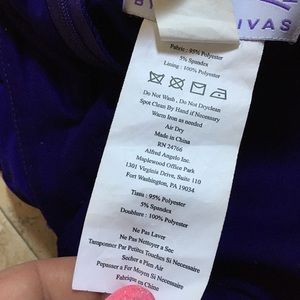 BY
IVAS
Fabric : 95% Polyester
5% Spandex
Lining : 100% Polyester
Do Not Wash , Do Not Dryclean
Spot Clean By Hand if Necessary
Warm Iron as needed
Air Dry
Made in China
RN 24766
Alfred Angelo Inc.
Maplewood Office Park
1301 Virginia Drive, Suite 110
Fort Washington, PA 19034
Tissu : 95% Polyester
5% Spandex
Doublure : 100% Polyester
Ne Pas Laver
Ne Pas Nettoyer a Sec
Tamponner Par Petites Touches Si Necessaire
Secher a l'en Air
Repasser a Fer Moyen Si Necessaire
Fabrique en China